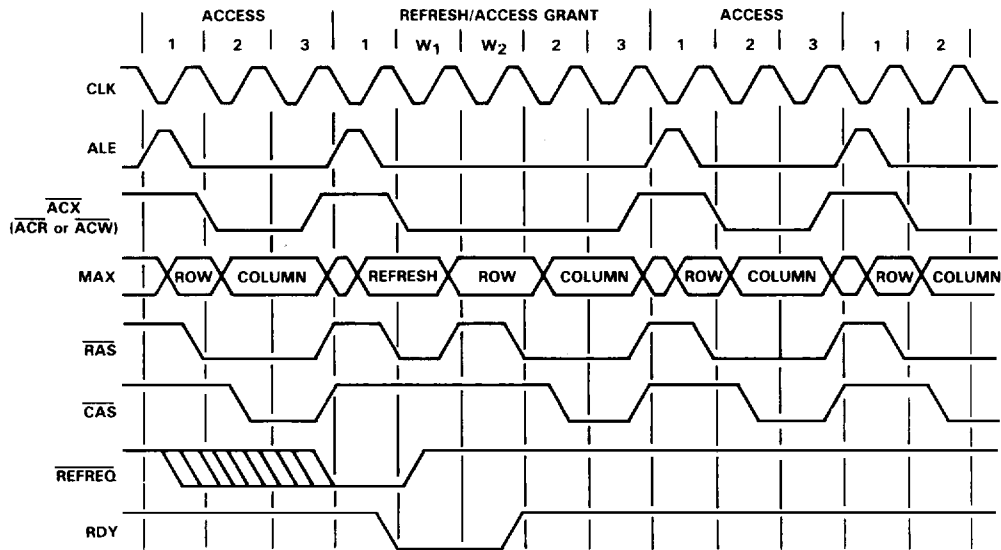 ACCESS REFRESH/ACCESS GRANT ACCESS
1 2 3 1 W1 W2 2 3 1 2 3 1 2
CLK
ALE
ACX
(ACR or ACW)
MAX ROW COLUMN REFRESH ROW COLUMN ROW COLUMN ROW COLUMN
RAS
CAS
REFREQ
RDY